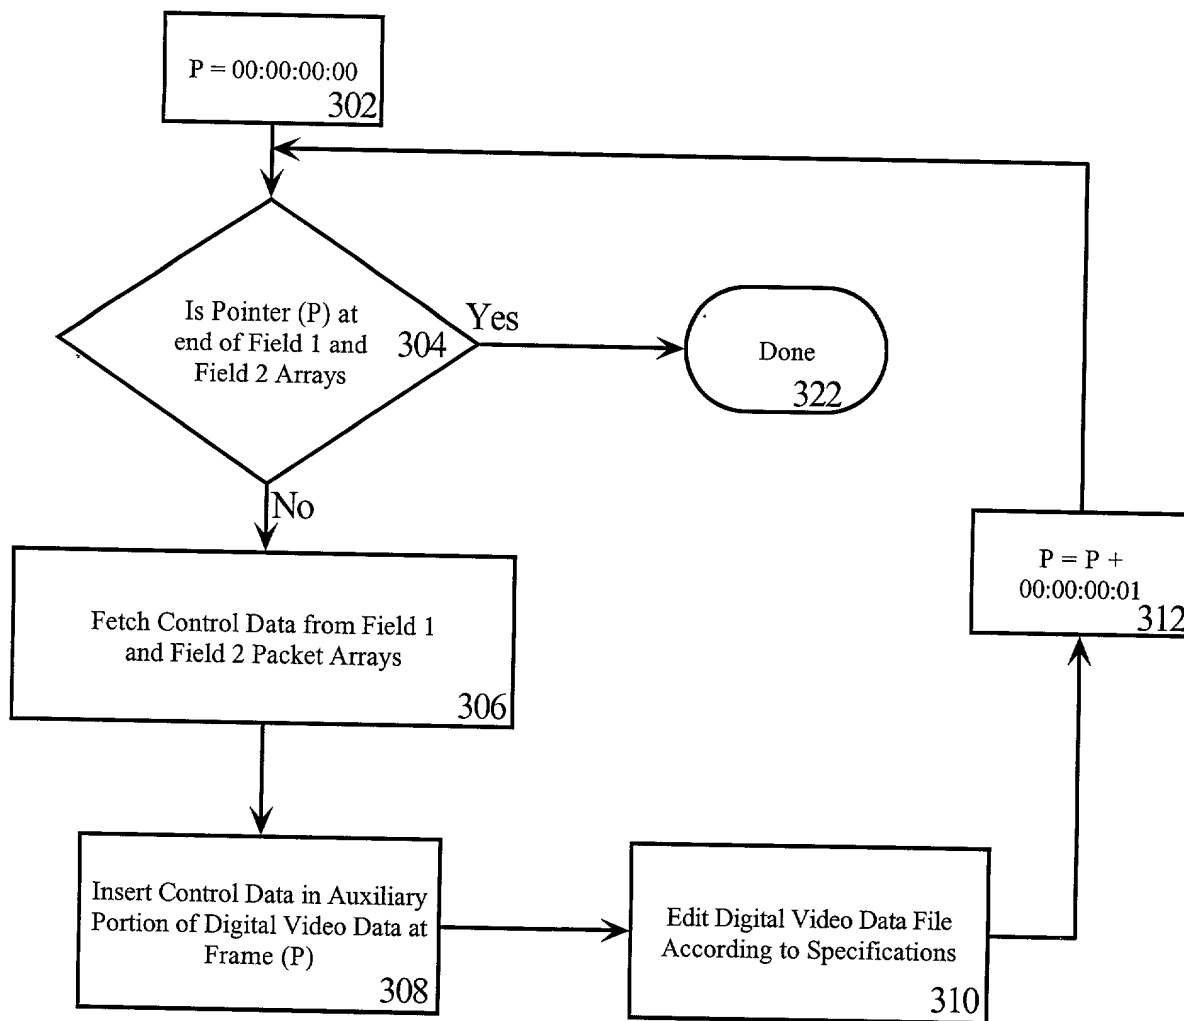 P = 00:00:00:00
302
Is Pointer (P) at
end of Field 1 and
Field 2 Arrays
304
Yes
Done
322
No
Fetch Control Data from Field 1
and Field 2 Packet Arrays
306
Insert Control Data in Auxiliary
Portion of Digital Video Data at
Frame (P)
308
Edit Digital Video Data File
According to Specifications
310
P = P +
00:00:00:01
312